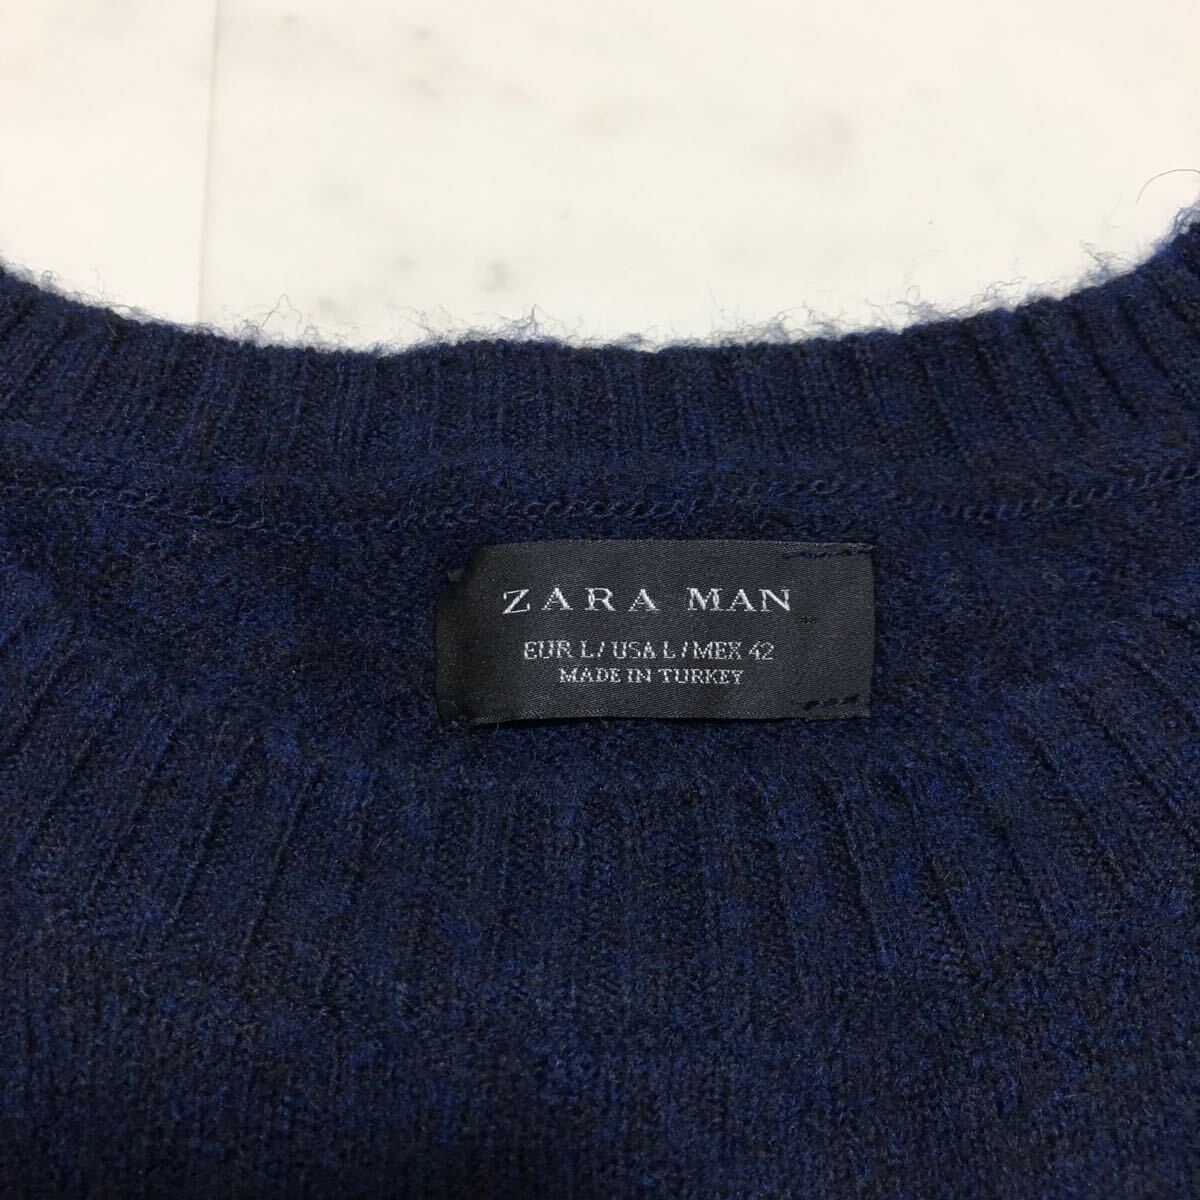 ZARA MAN
EUR L / USA L / MEX 42
MADE IN TURKEY